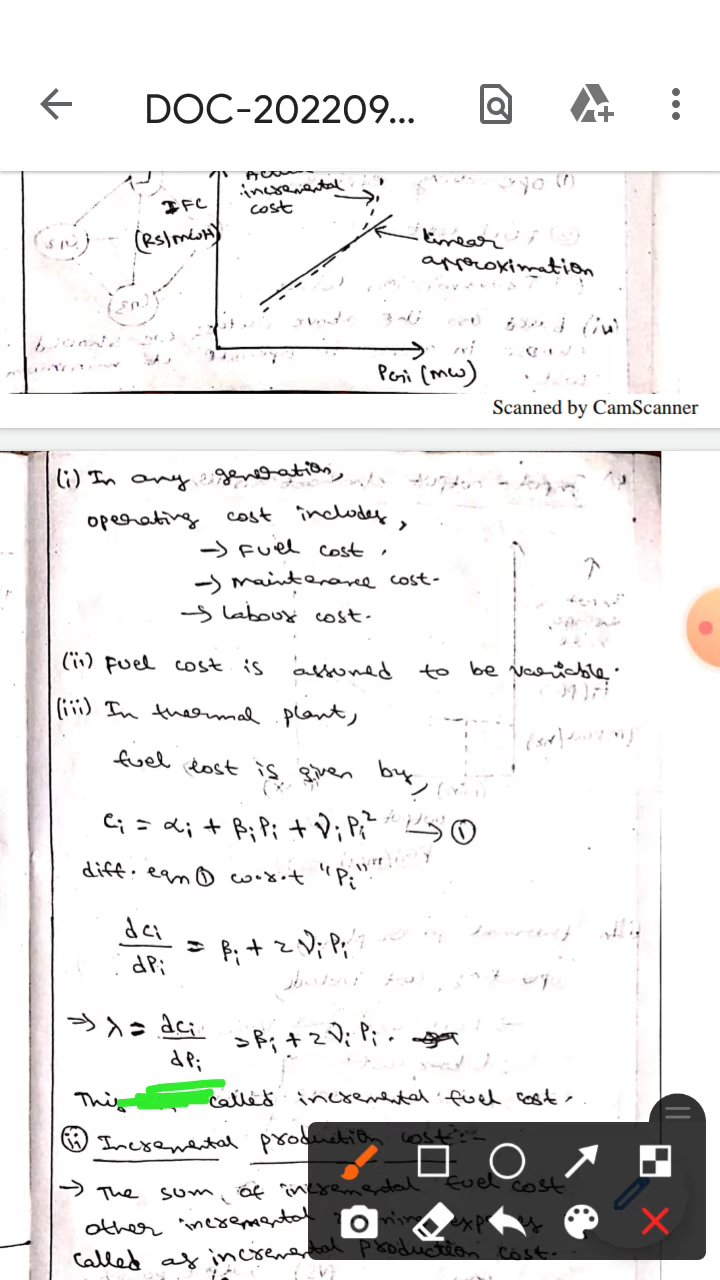 DOC-202209...
incremental
cost
IFC
(Rs/MWH)
linear
approximation
PGi (MW)
Scanned by CamScanner
(i) In any generation,
operating cost includes,
→ Fuel cost.
→ Maintenance cost-
→ Labour cost.
(ii) Fuel cost is assumed to be variable.
(iii) In thermal plant,
fuel cost is given by,
Ci = αi + βiPi + γiPi² → ①
diff. eqn ① w.r.t "Pi"
dCi/dPi = βi + 2γiPi
⇒ λ = dCi/dPi = βi + 2γiPi.
This called incremental fuel cost.
(ii) Incremental production cost:-
→ The sum of incremental fuel cost
other incremental
called as incremental production cost.